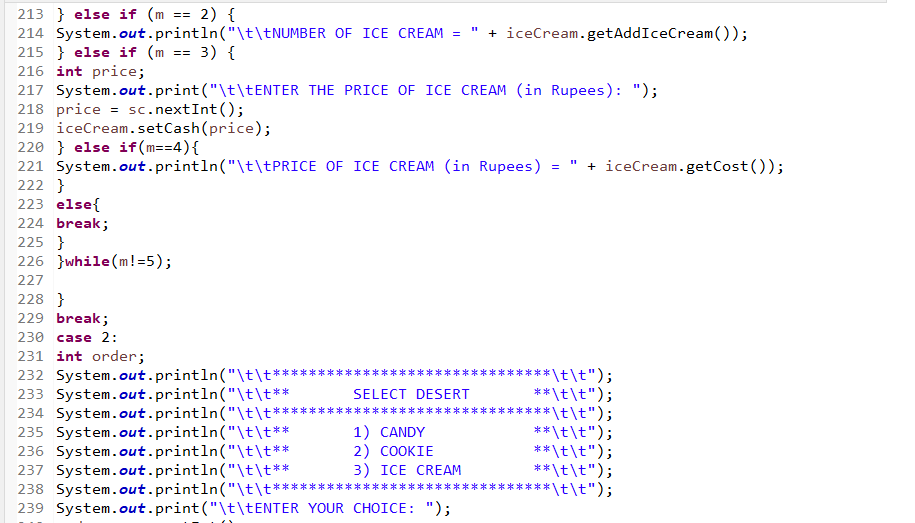 213 } else if (m == 2) {
214 System.out.println("\t\tNUMBER OF ICE CREAM = " + iceCream.getAddIceCream());
215 } else if (m == 3) {
216 int price;
217 System.out.print("\t\tENTER THE PRICE OF ICE CREAM (in Rupees): ");
218 price = sc.nextInt();
219 iceCream.setCash(price);
220 } else if(m==4){
221 System.out.println("\t\tPRICE OF ICE CREAM (in Rupees) = " + iceCream.getCost());
222 }
223 else{
224 break;
225 }
226 }while(m!=5);
227
228 }
229 break;
230 case 2:
231 int order;
232 System.out.println("\t\t*******************************\t\t");
233 System.out.println("\t\t**       SELECT DESERT       **\t\t");
234 System.out.println("\t\t*******************************\t\t");
235 System.out.println("\t\t**       1) CANDY            **\t\t");
236 System.out.println("\t\t**       2) COOKIE           **\t\t");
237 System.out.println("\t\t**       3) ICE CREAM        **\t\t");
238 System.out.println("\t\t*******************************\t\t");
239 System.out.print("\t\tENTER YOUR CHOICE: ");